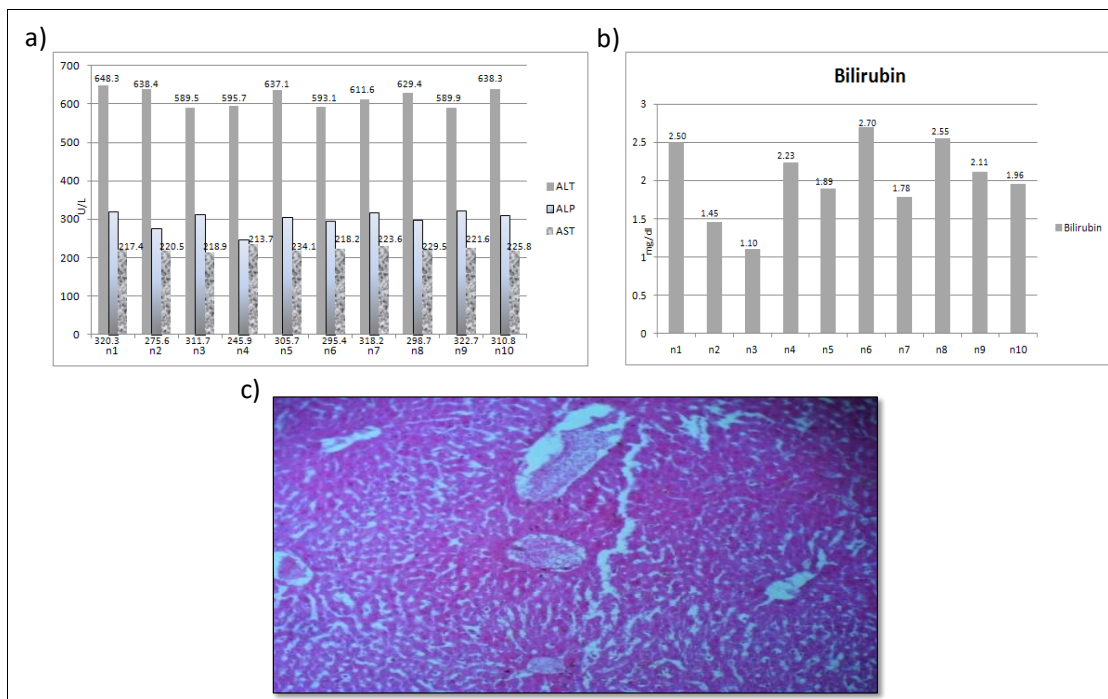 a)
700
600
500
400
300
200
100
0
U/L
648.3 638.4 589.5 595.7 637.1 593.1 611.6 629.4 589.9 638.3
217.4 220.5 218.9 213.7 234.1 218.2 223.6 229.5 221.6 225.8
320.3 275.6 311.7 245.9 305.7 295.4 318.2 298.7 322.7 310.8
n1 n2 n3 n4 n5 n6 n7 n8 n9 n10
ALT
ALP
AST
b)
Bilirubin
3
2.5
2
1.5
1
0.5
0
mg/dl
2.50 1.45 1.10 2.23 1.89 2.70 1.78 2.55 2.11 1.96
n1 n2 n3 n4 n5 n6 n7 n8 n9 n10
Bilirubin
c)